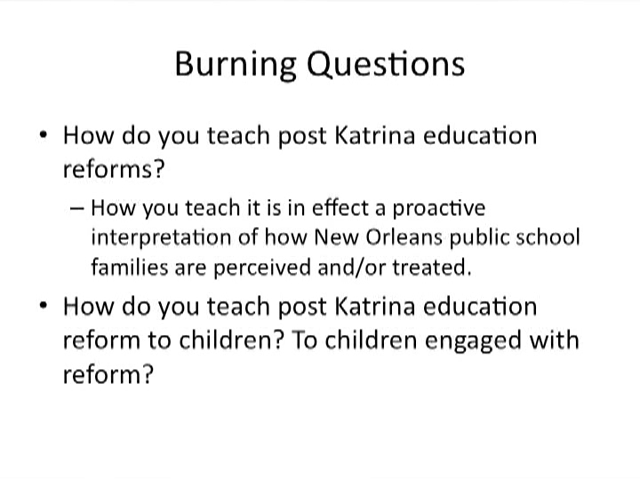 Burning Questions
• How do you teach post Katrina education
reforms?
– How you teach it is in effect a proactive
interpretation of how New Orleans public school
families are perceived and/or treated.
• How do you teach post Katrina education
reform to children? To children engaged with
reform?